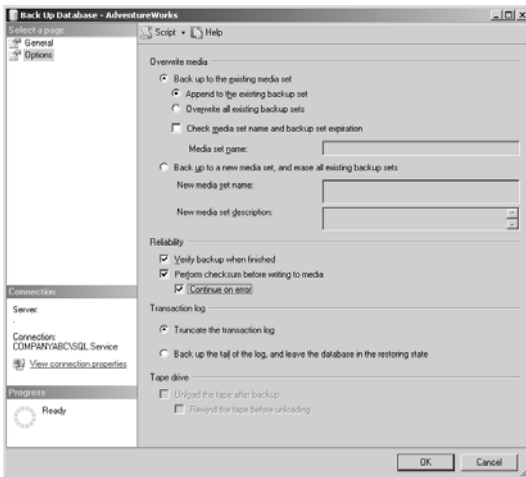 Back Up Database - AdventureWorks
Select a page
General
Options
Script
Help
Overwrite media
Back up to the existing media set
Append to the existing backup set
Overwrite all existing backup sets
Check media set name and backup set expiration
Media set name:
Back up to a new media set, and erase all existing backup sets
New media set name:
New media set description:
Reliability
Verify backup when finished
Perform checksum before writing to media
Continue on error
Transaction log
Truncate the transaction log
Back up the tail of the log, and leave the database in the restoring state
Tape drive
Unload the tape after backup
Rewind the tape before unloading
Connection
Server:
.
Connection:
COMPANYABC\SQL.Service
View connection properties
Progress
Ready
OK
Cancel